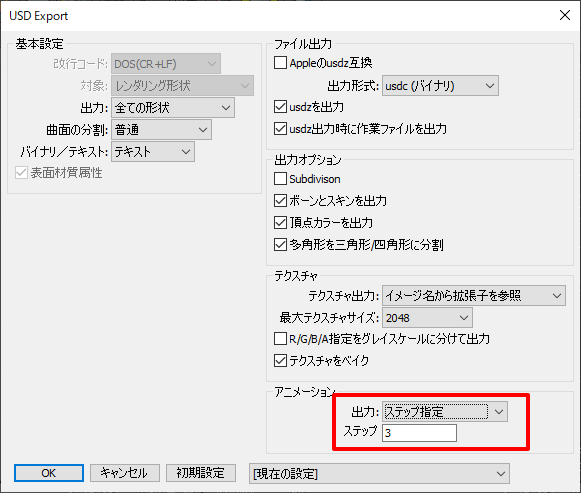 USD Export
基本設定
改行コード: DOS(CR+LF)
対象: レンダリング形状
出力: 全ての形状
曲面の分割: 普通
バイナリ／テキスト: テキスト
表面材質属性
ファイル出力
Appleのusdz互換
出力形式: usdc (バイナリ)
usdzを出力
usdz出力時に作業ファイルを出力
出力オプション
Subdivison
ボーンとスキンを出力
頂点カラーを出力
多角形を三角形/四角形に分割
テクスチャ
テクスチャ出力: イメージ名から拡張子を参照
最大テクスチャサイズ: 2048
R/G/B/A指定をグレイスケールに分けて出力
テクスチャをベイク
アニメーション
出力: ステップ指定
ステップ 3
OK キャンセル 初期設定 [現在の設定]